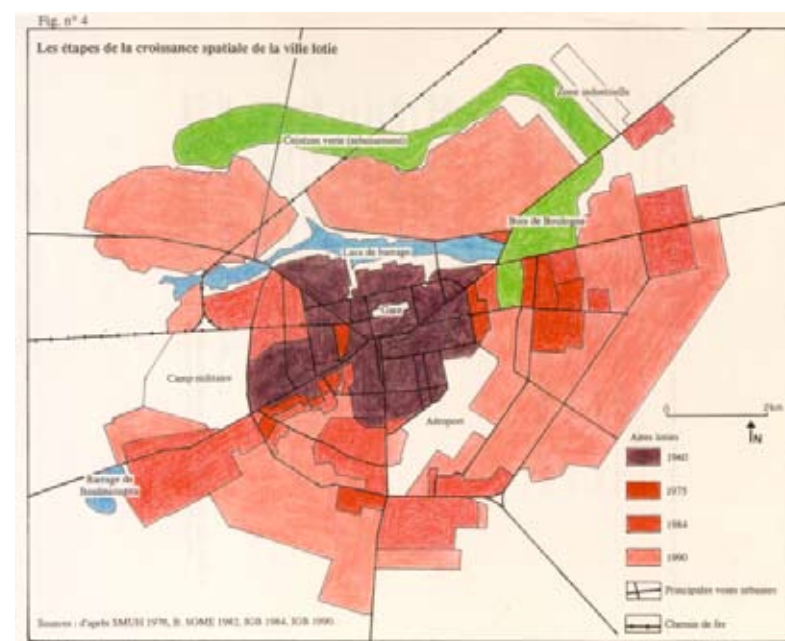 Fig. n° 4
Les étapes de la croissance spatiale de la ville lotie
Zone industrielle
Ceinture verte (reboisement)
Bois de Boulogne
Lacs de barrage
Gare
Camp militaire
Aéroport
Barrage de
Boulmiougou
0
2km
N
Aires loties
1960
1975
1984
1990
Principales voies urbaines
Chemin de fer
Sources : d'après SMUH 1978, B. SOME 1982, IGB 1984, IGB 1990.